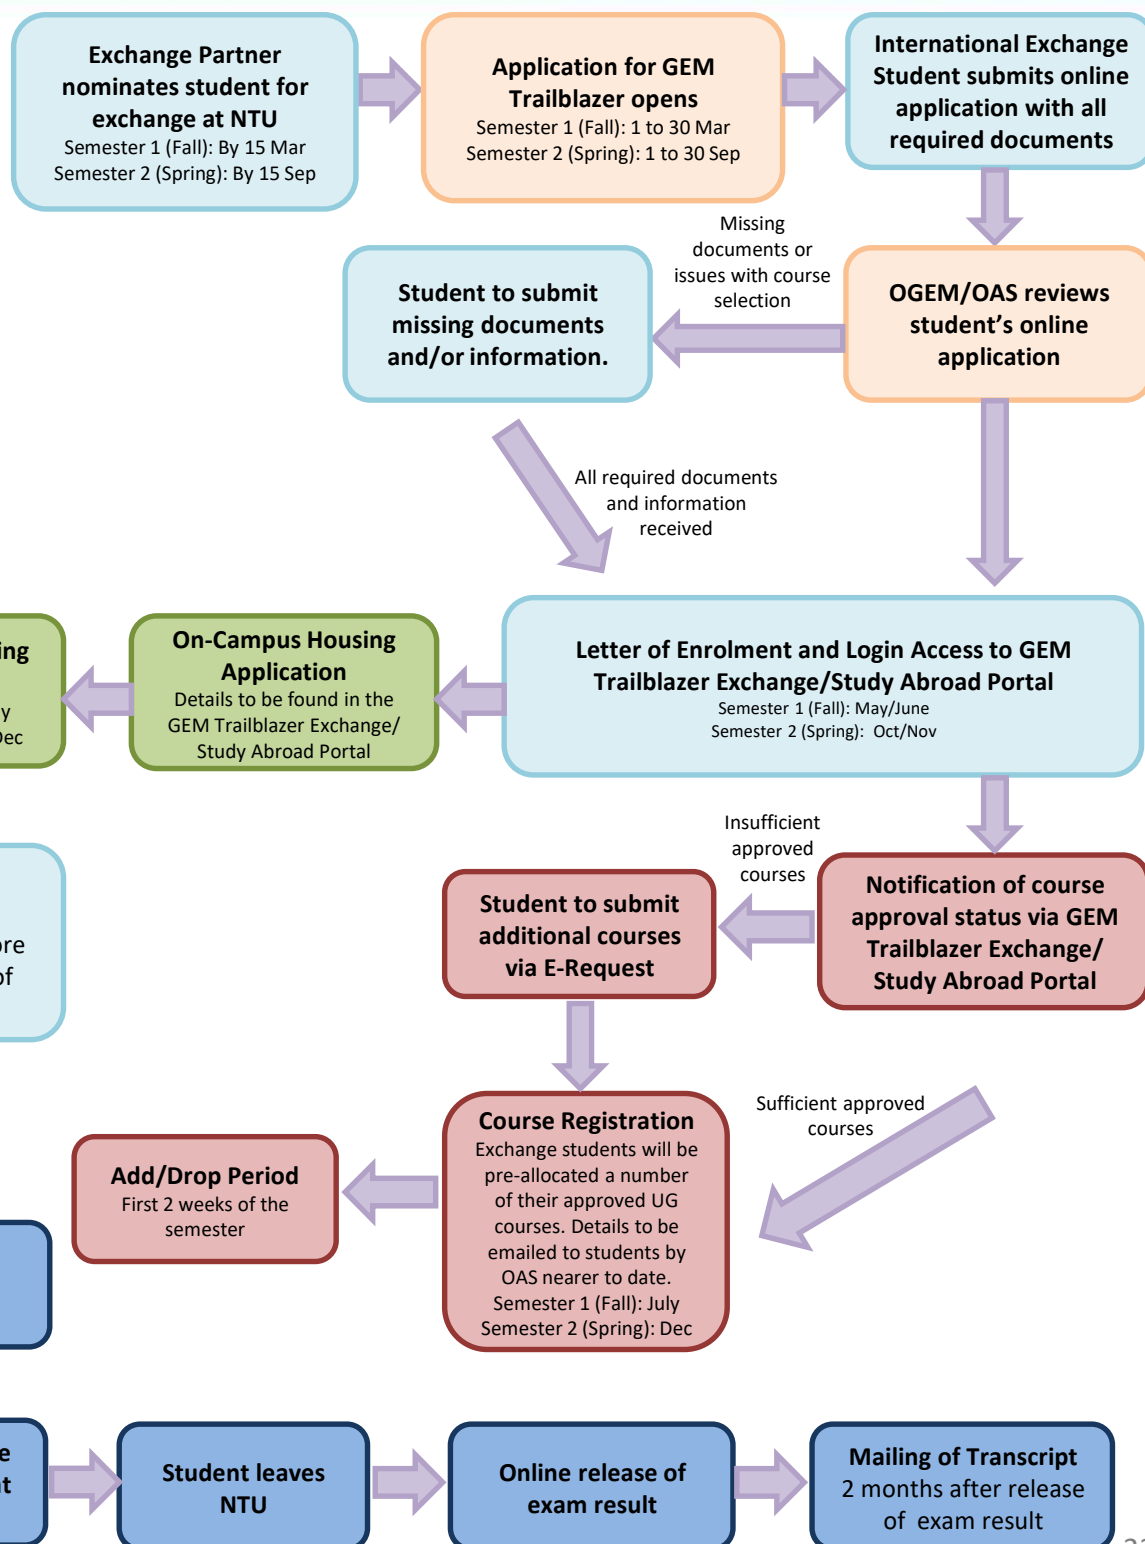 Exchange Partner
nominates student for
exchange at NTU
Semester 1 (Fall): By 15 Mar
Semester 2 (Spring): By 15 Sep
Application for GEM
Trailblazer opens
Semester 1 (Fall): 1 to 30 Mar
Semester 2 (Spring): 1 to 30 Sep
International Exchange
Student submits online
application with all
required documents
Missing
documents or
issues with course
selection
Student to submit
missing documents
and/or information.
OGEM/OAS reviews
student's online
application
All required documents
and information
received
ing
y
Dec
On-Campus Housing
Application
Details to be found in the
GEM Trailblazer Exchange/
Study Abroad Portal
Letter of Enrolment and Login Access to GEM
Trailblazer Exchange/Study Abroad Portal
Semester 1 (Fall): May/June
Semester 2 (Spring): Oct/Nov
Insufficient
approved
courses
Student to submit
additional courses
via E-Request
Notification of course
approval status via GEM
Trailblazer Exchange/
Study Abroad Portal
ore
of
Add/Drop Period
First 2 weeks of the
semester
Course Registration
Exchange students will be
pre-allocated a number
of their approved UG
courses. Details to be
emailed to students by
OAS nearer to date.
Semester 1 (Fall): July
Semester 2 (Spring): Dec
Sufficient approved
courses
e
t
Student leaves
NTU
Online release of
exam result
Mailing of Transcript
2 months after release
of exam result